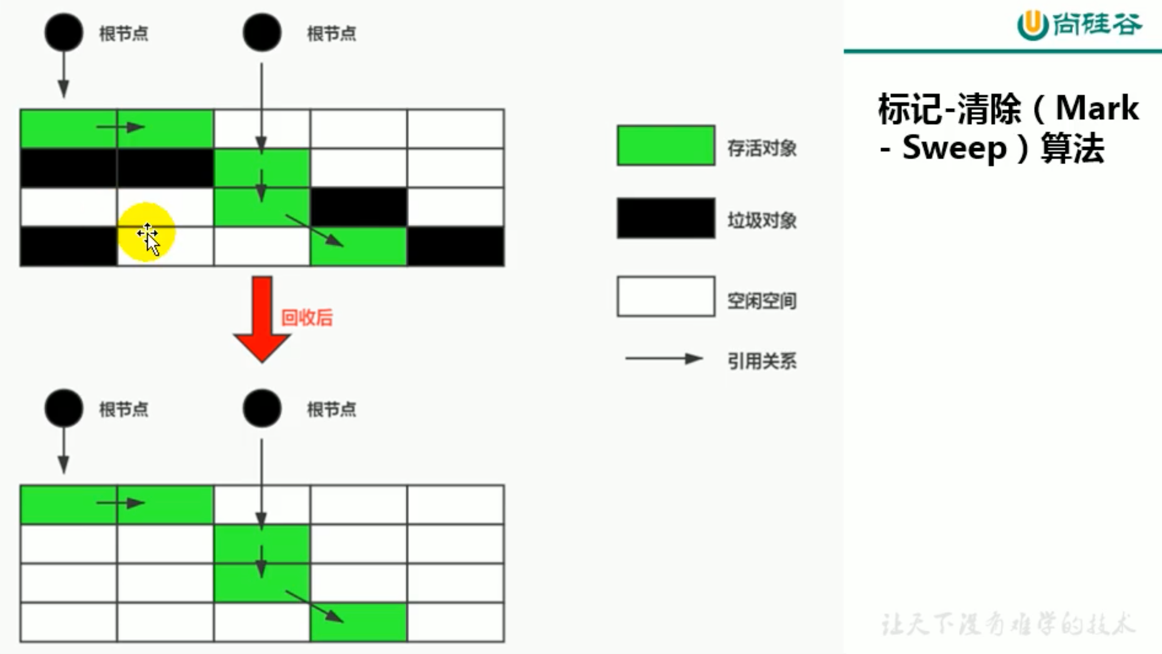 根节点
根节点
尚硅谷
标记-清除（Mark
- Sweep）算法
存活对象
垃圾对象
空闲空间
回收后
引用关系
根节点
根节点
让天下没有难学的技术